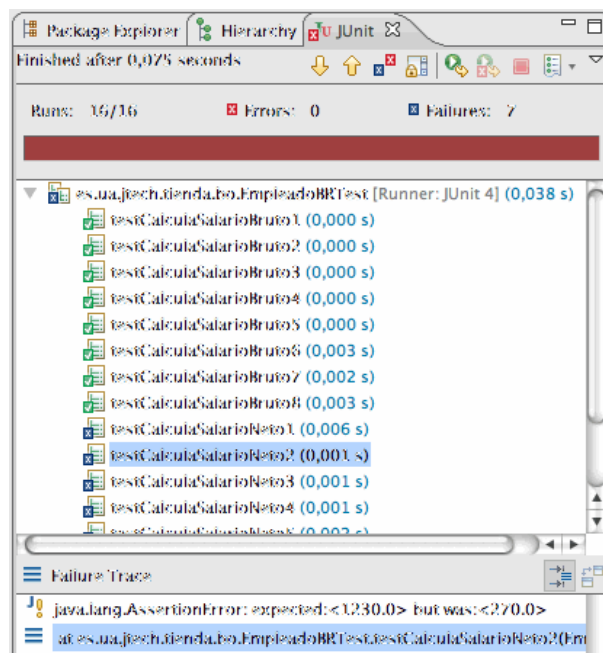 Package Explorer Hierarchy JUnit
Finished after 0,075 seconds
Runs: 16/16 Errors: 0 Failures: 7
es.ua.jtech.tienda.bo.EmpleadoBRTest [Runner: JUnit 4] (0,038 s)
testCalculaSalarioBruto1 (0,000 s)
testCalculaSalarioBruto2 (0,000 s)
testCalculaSalarioBruto3 (0,000 s)
testCalculaSalarioBruto4 (0,000 s)
testCalculaSalarioBruto5 (0,000 s)
testCalculaSalarioBruto6 (0,003 s)
testCalculaSalarioBruto7 (0,002 s)
testCalculaSalarioBruto8 (0,003 s)
testCalculaSalarioNeto1 (0,006 s)
testCalculaSalarioNeto2 (0,001 s)
testCalculaSalarioNeto3 (0,001 s)
testCalculaSalarioNeto4 (0,001 s)
testCalculaSalarioNeto5 (0,002 s)
Failure Trace
java.lang.AssertionError: expected:<1230.0> but was:<270.0>
at es.ua.jtech.tienda.bo.EmpleadoBRTest.testCalculaSalarioNeto2(Em